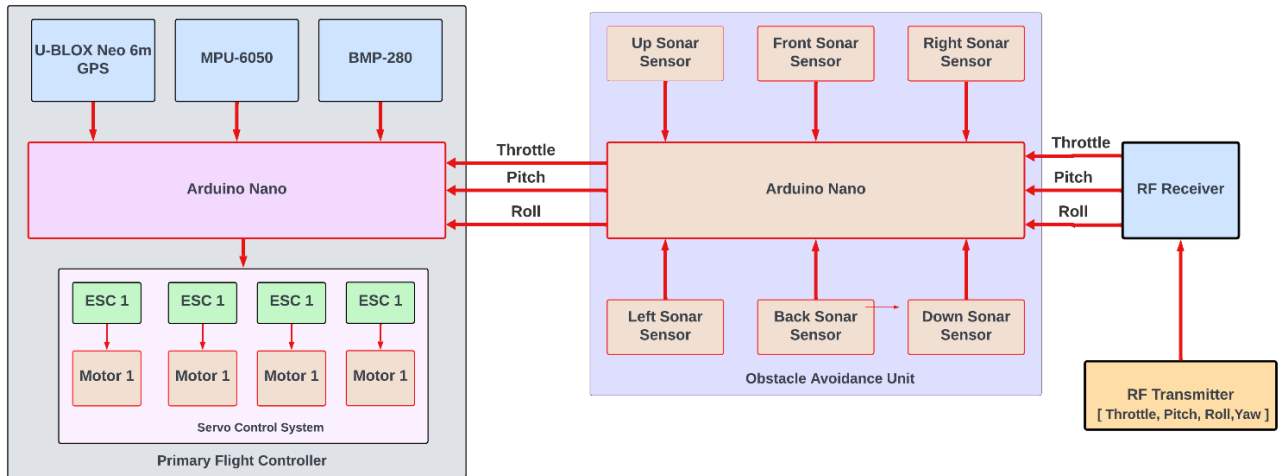 U-BLOX Neo 6m
GPS
MPU-6050
BMP-280
Arduino Nano
ESC 1
ESC 1
ESC 1
ESC 1
Motor 1
Motor 1
Motor 1
Motor 1
Servo Control System
Primary Flight Controller
Throttle
Pitch
Roll
Up Sonar
Sensor
Front Sonar
Sensor
Right Sonar
Sensor
Arduino Nano
Left Sonar
Sensor
Back Sonar
Sensor
Down Sonar
Sensor
Obstacle Avoidance Unit
Throttle
Pitch
Roll
RF Receiver
RF Transmitter
[ Throttle, Pitch, Roll,Yaw ]